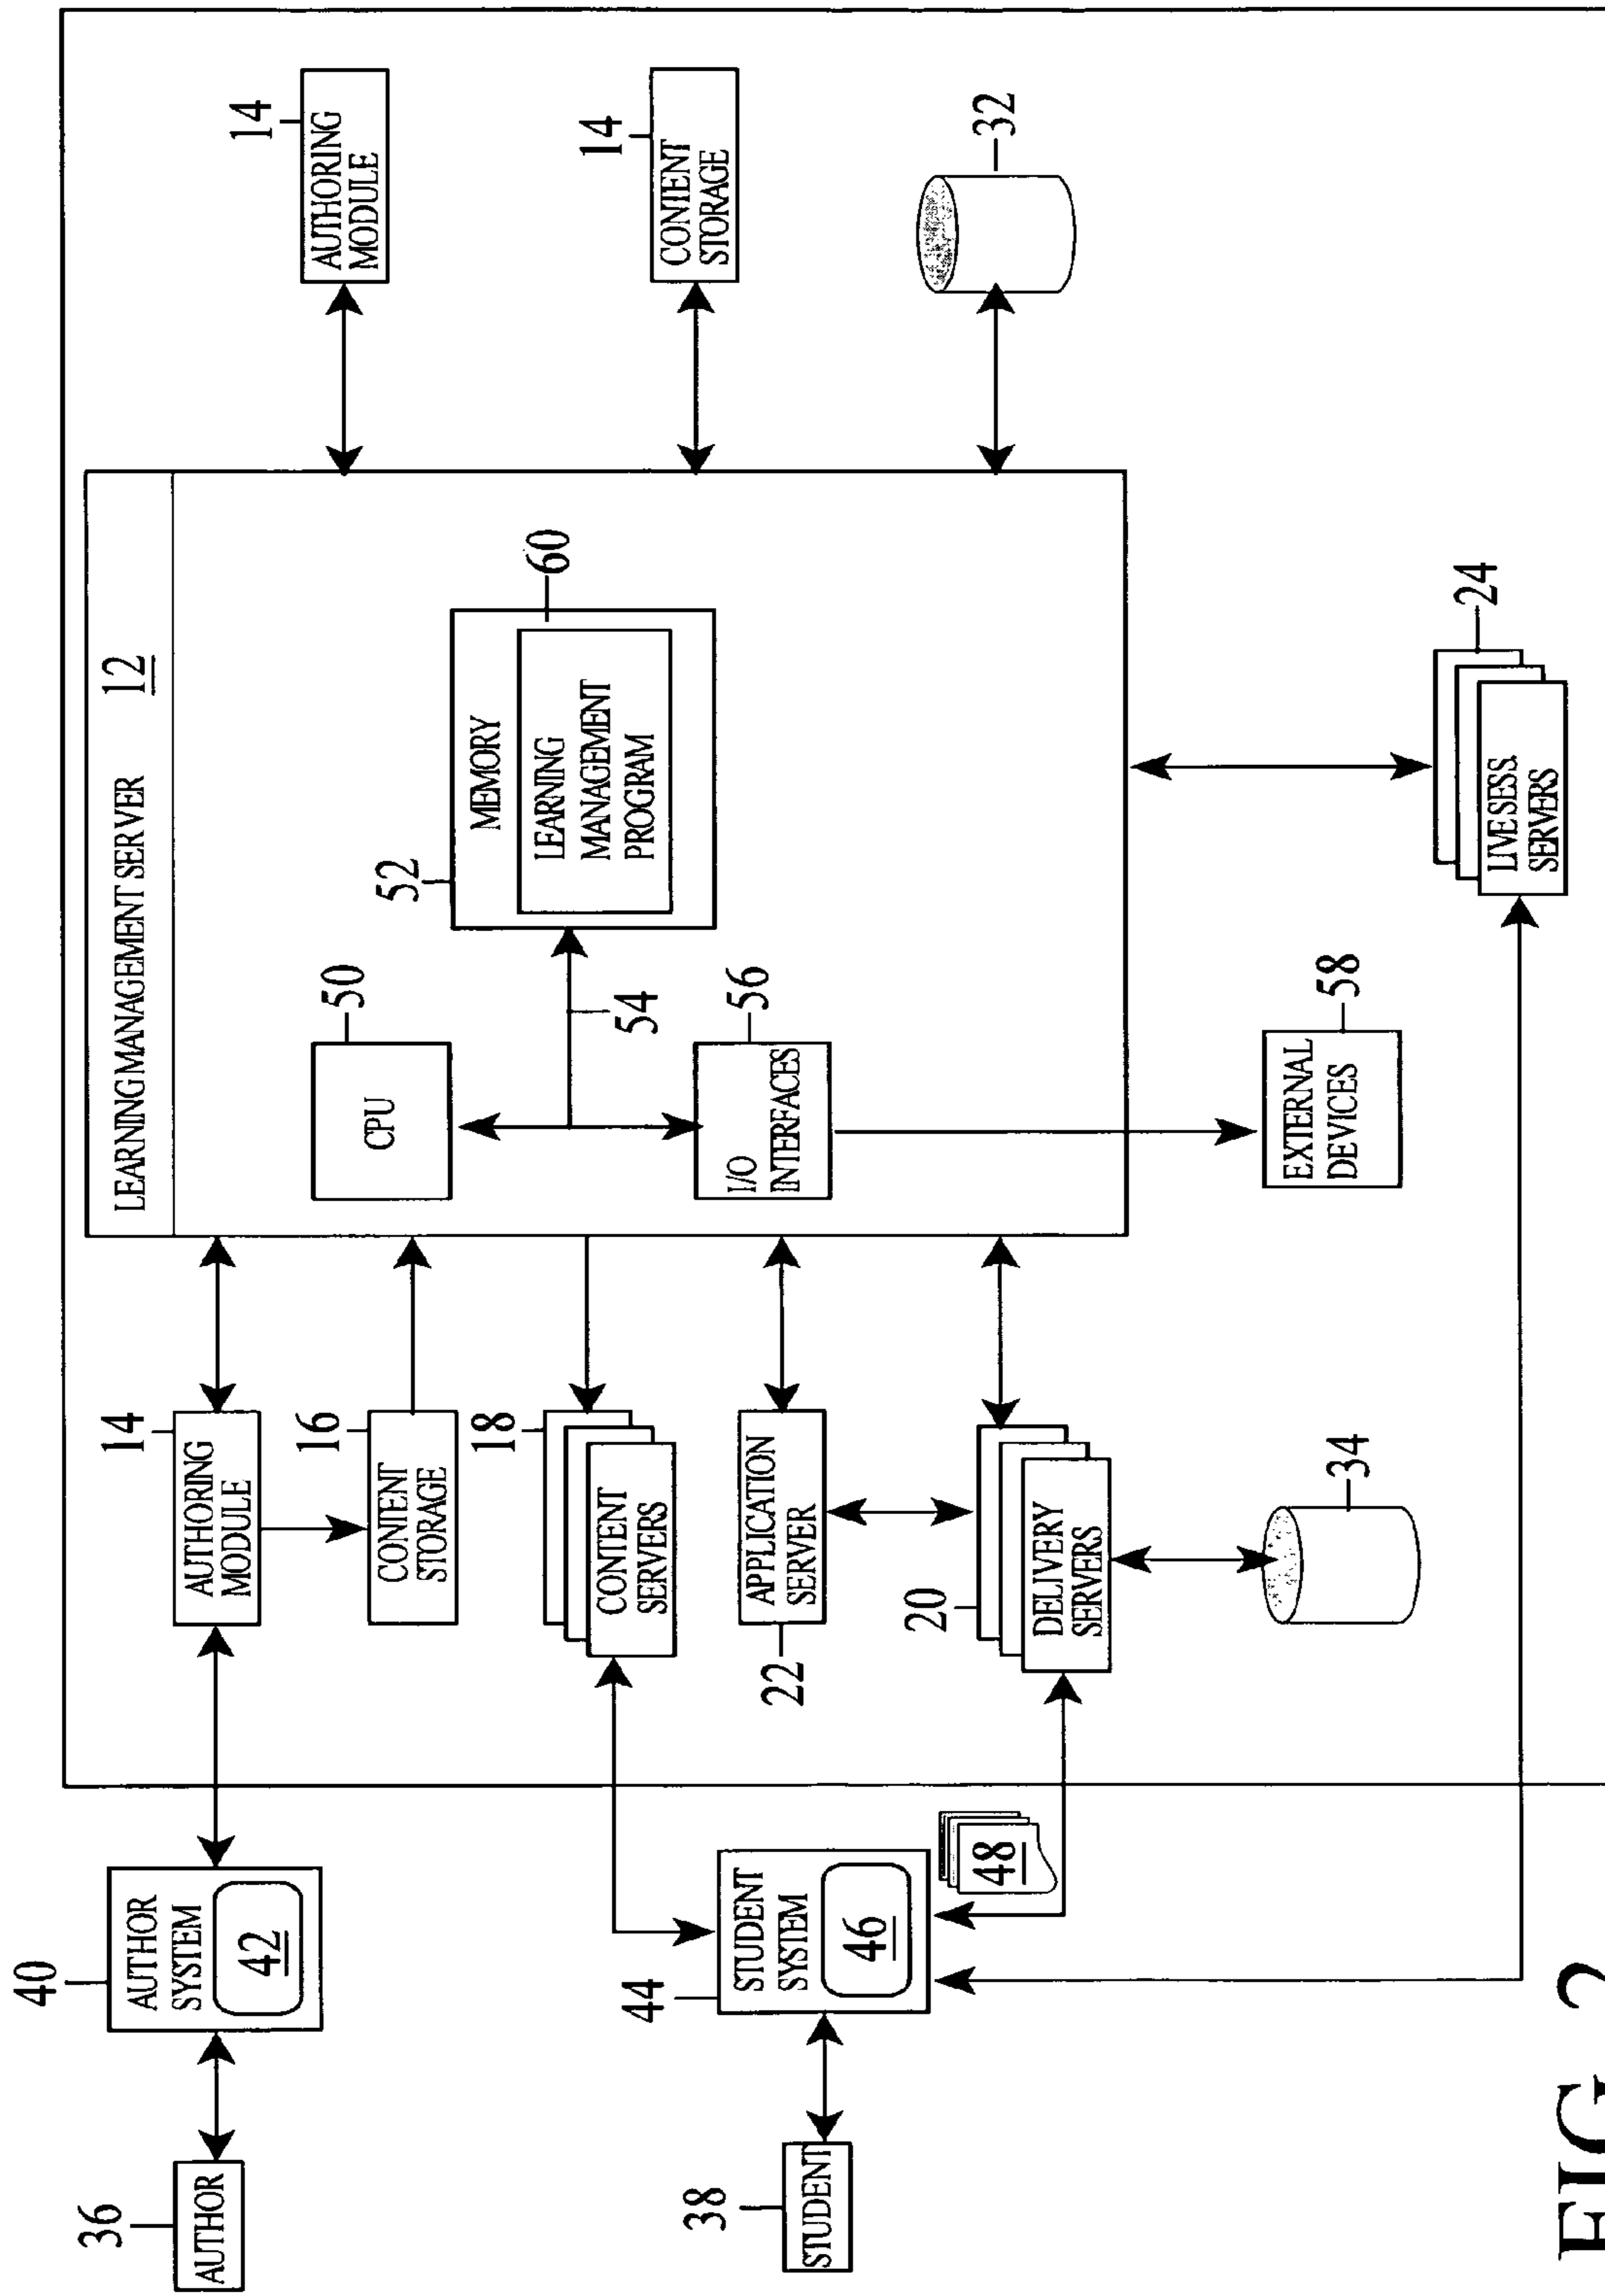 36
AUTHOR
40
AUTHOR
SYSTEM
42
14
AUTHORING
MODULE
16
CONTENT
STORAGE
18
CONTENT
SERVERS
APPLICATION
SERVER
22
20
DELIVERY
SERVERS
34
38
STUDENT
44
STUDENT
SYSTEM
46
48
LEARNING MANAGEMENT SERVER 12
50
CPU
52
MEMORY
60
LEARNING
MANAGEMENT
PROGRAM
54
56
I/O
INTERFACES
EXTERNAL
DEVICES
58
24
LIVE SESS.
SERVERS
14
AUTHORING
MODULE
14
CONTENT
STORAGE
32
FIG. 2